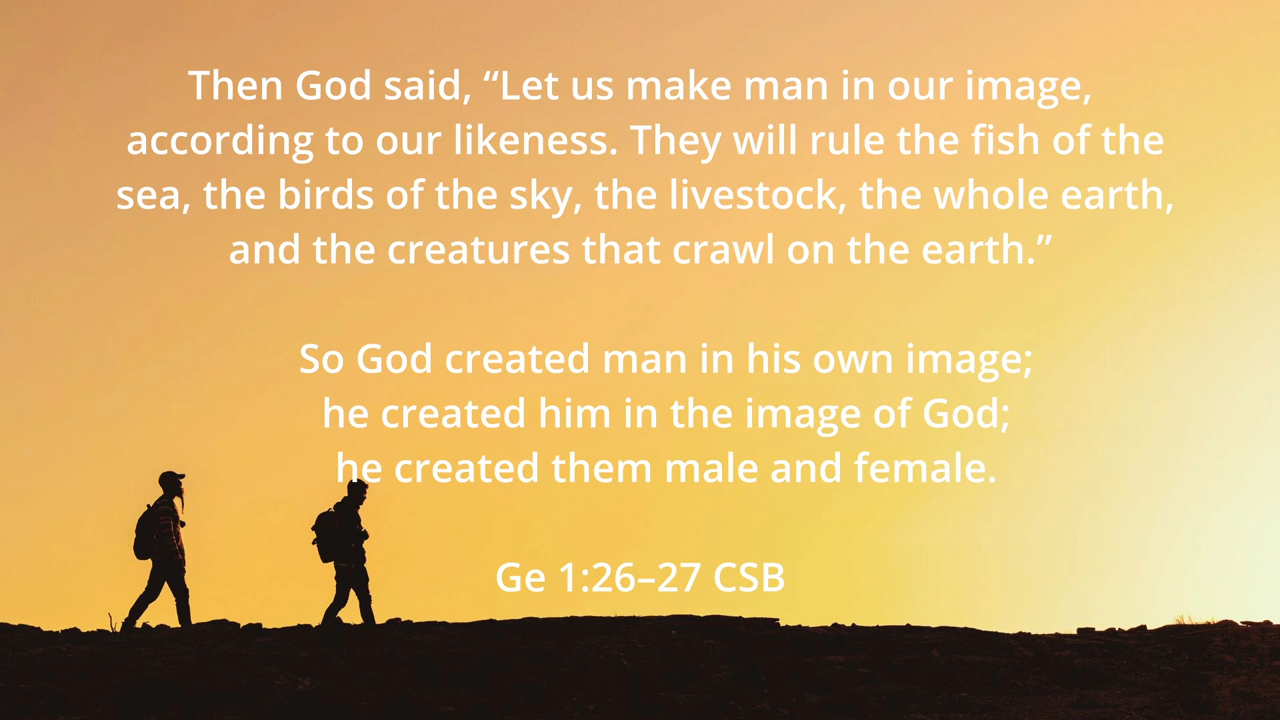 Then God said, “Let us make man in our image,
according to our likeness. They will rule the fish of the
sea, the birds of the sky, the livestock, the whole earth,
and the creatures that crawl on the earth.”
So God created man in his own image;
he created him in the image of God;
he created them male and female.
Ge 1:26–27 CSB